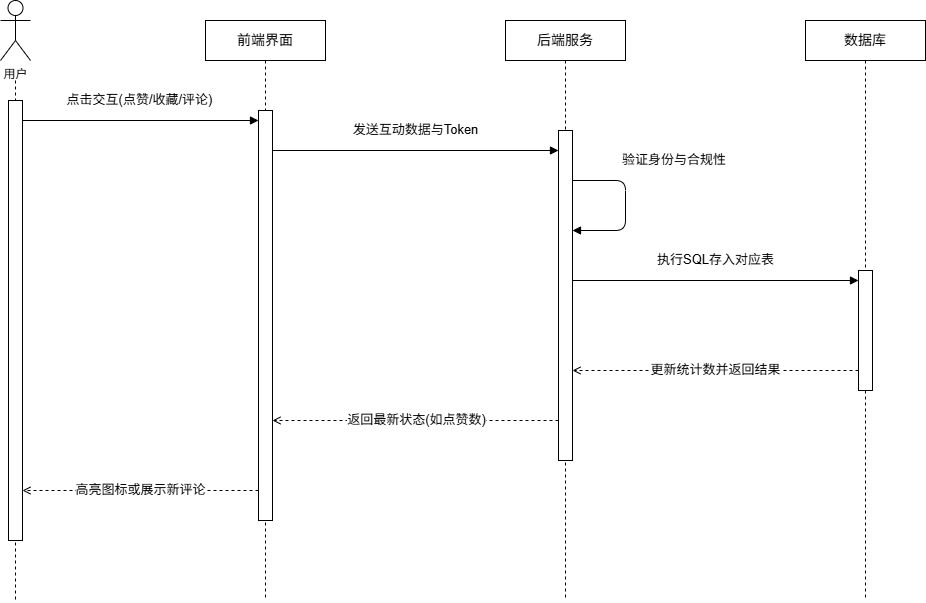 用户
前端界面
后端服务
数据库
点击交互(点赞/收藏/评论)
发送互动数据与Token
验证身份与合规性
执行SQL存入对应表
更新统计数并返回结果
返回最新状态(如点赞数)
高亮图标或展示新评论